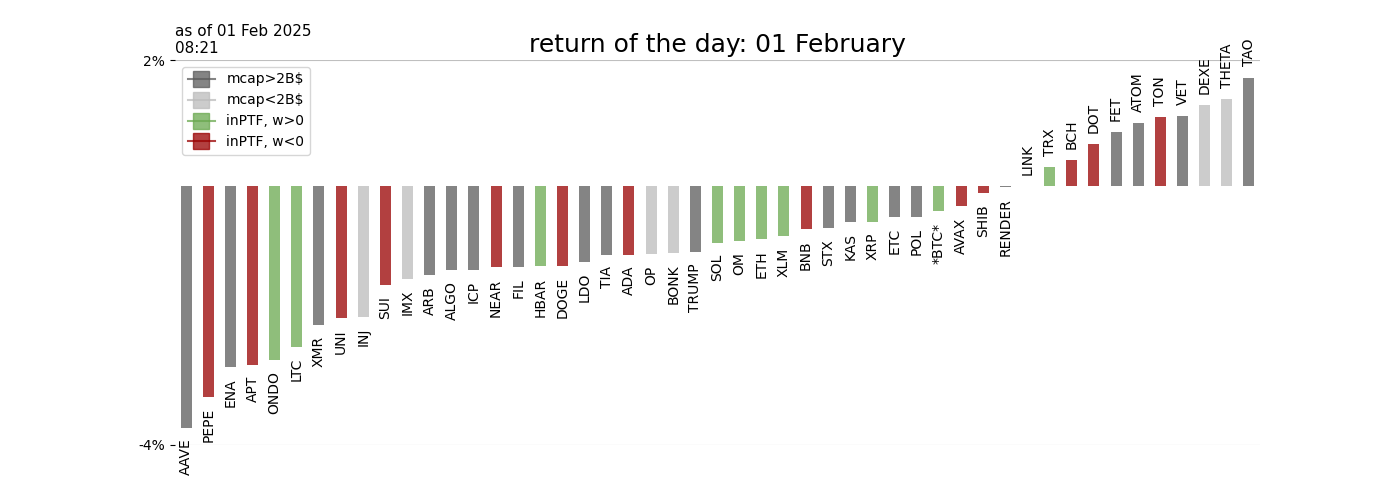 as of 01 Feb 2025
08:21
return of the day: 01 February
2%
mcap>2B$
mcap<2B$
inPTF, w>0
inPTF, w<0
-4%
AAVE
PEPE
ENA
APT
ONDO
LTC
XMR
UNI
INJ
SUI
IMX
ARB
ALGO
ICP
NEAR
FIL
HBAR
DOGE
LDO
TIA
ADA
OP
BONK
TRUMP
SOL
OM
ETH
XLM
BNB
STX
KAS
XRP
ETC
POL
*BTC*
AVAX
SHIB
RENDER
LINK
TRX
BCH
DOT
FET
ATOM
TON
VET
DEXE
THETA
TAO